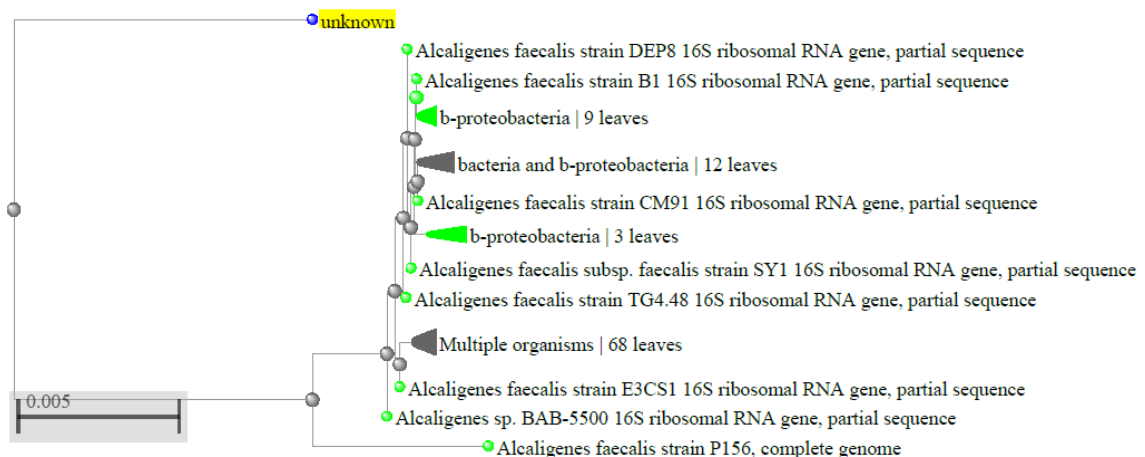 unknown
Alcaligenes faecalis strain DEP8 16S ribosomal RNA gene, partial sequence
Alcaligenes faecalis strain B1 16S ribosomal RNA gene, partial sequence
b-proteobacteria | 9 leaves
bacteria and b-proteobacteria | 12 leaves
Alcaligenes faecalis strain CM91 16S ribosomal RNA gene, partial sequence
b-proteobacteria | 3 leaves
Alcaligenes faecalis subsp. faecalis strain SY1 16S ribosomal RNA gene, partial sequence
Alcaligenes faecalis strain TG4.48 16S ribosomal RNA gene, partial sequence
Multiple organisms | 68 leaves
Alcaligenes faecalis strain E3CS1 16S ribosomal RNA gene, partial sequence
0.005
Alcaligenes sp. BAB-5500 16S ribosomal RNA gene, partial sequence
Alcaligenes faecalis strain P156, complete genome